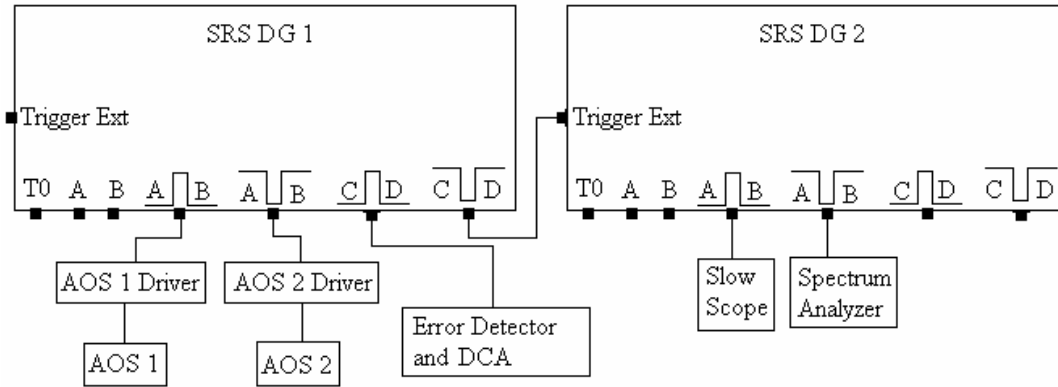 SRS DG 1
SRS DG 2
Trigger Ext
Trigger Ext
T0 A B A B A B C D C D
T0 A B A B A B C D C D
AOS 1 Driver
AOS 2 Driver
Slow
Scope
Spectrum
Analyzer
Error Detector
and DCA
AOS 1
AOS 2